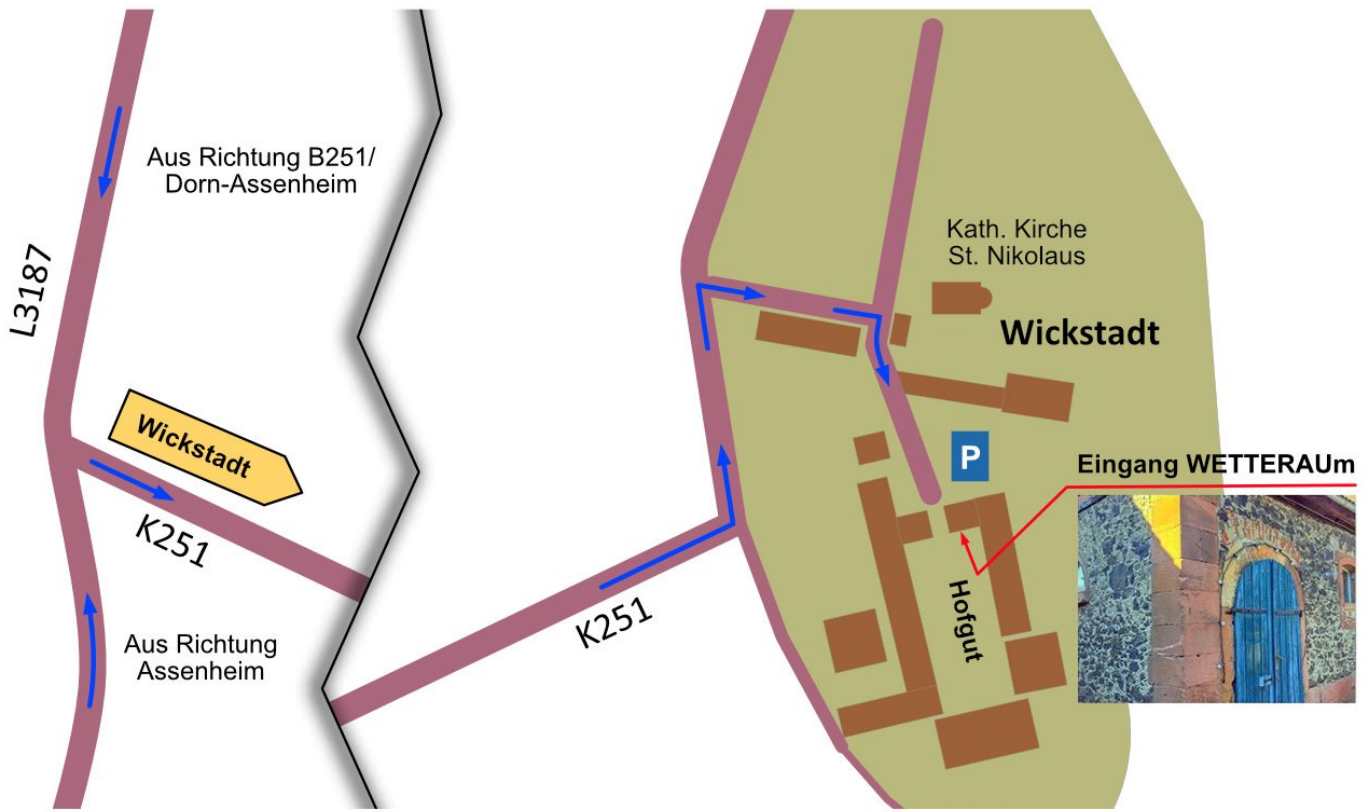 Aus Richtung B251/
Dorn-Assenheim
L3187
Wickstadt
K251
Aus Richtung
Assenheim
K251
Kath. Kirche
St. Nikolaus
Wickstadt
P
Eingang WETTERAUm
Hofgut